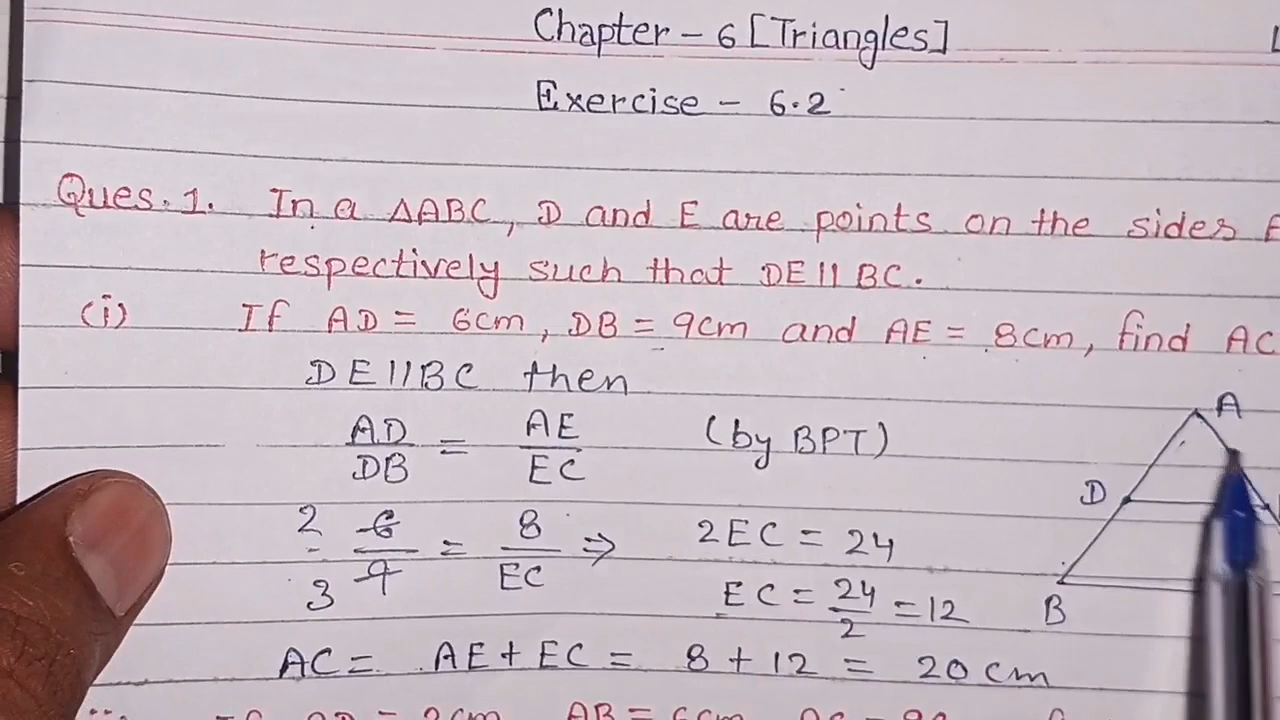 Chapter - 6 [Triangles]
Exercise - 6.2
Ques. 1. In a ΔABC, D and E are points on the sides
respectively such that DE || BC.
(i) If AD = 6cm, DB = 9cm and AE = 8cm, find AC
DE || BC then
AD/DB = AE/EC (by BPT)
2/3 6/9 = 8/EC ⇒ 2EC = 24
EC = 24/2 = 12
AC = AE + EC = 8 + 12 = 20 cm
A
D
B
AB = 6cm